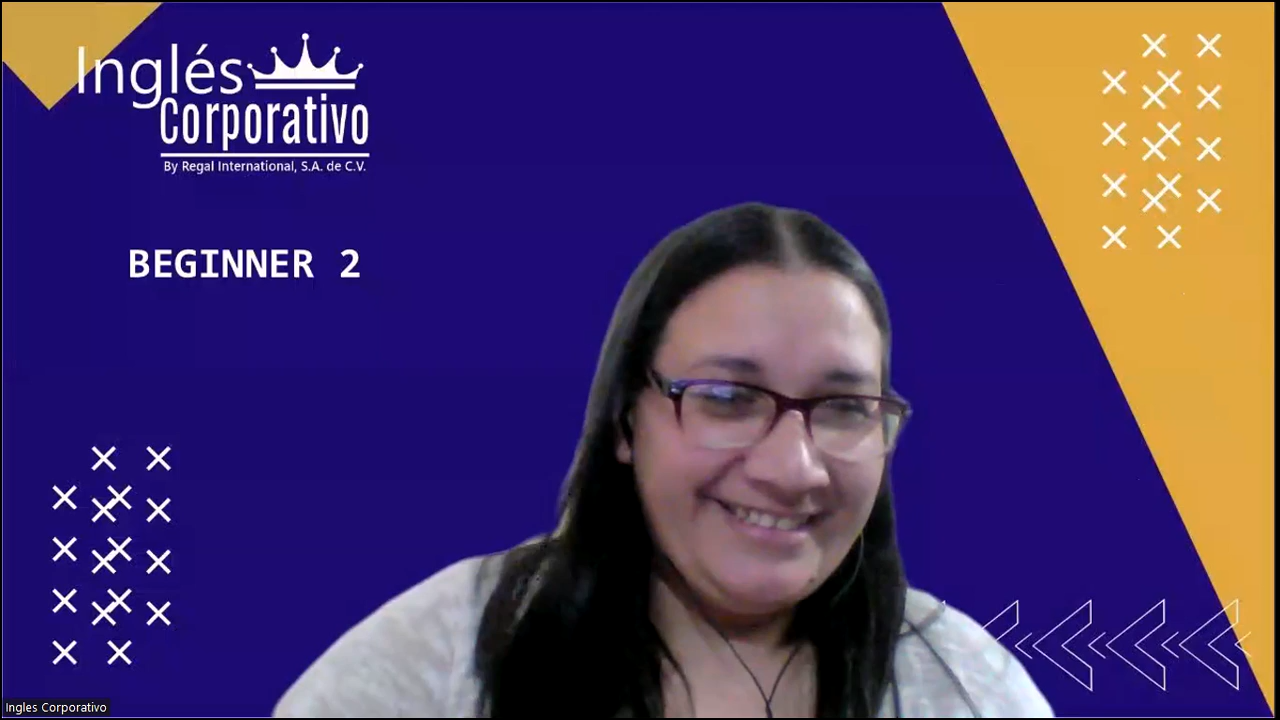 Inglés
Corporativo
By Regal International, S.A. de C.V.
BEGINNER 2
Ingles Corporativo